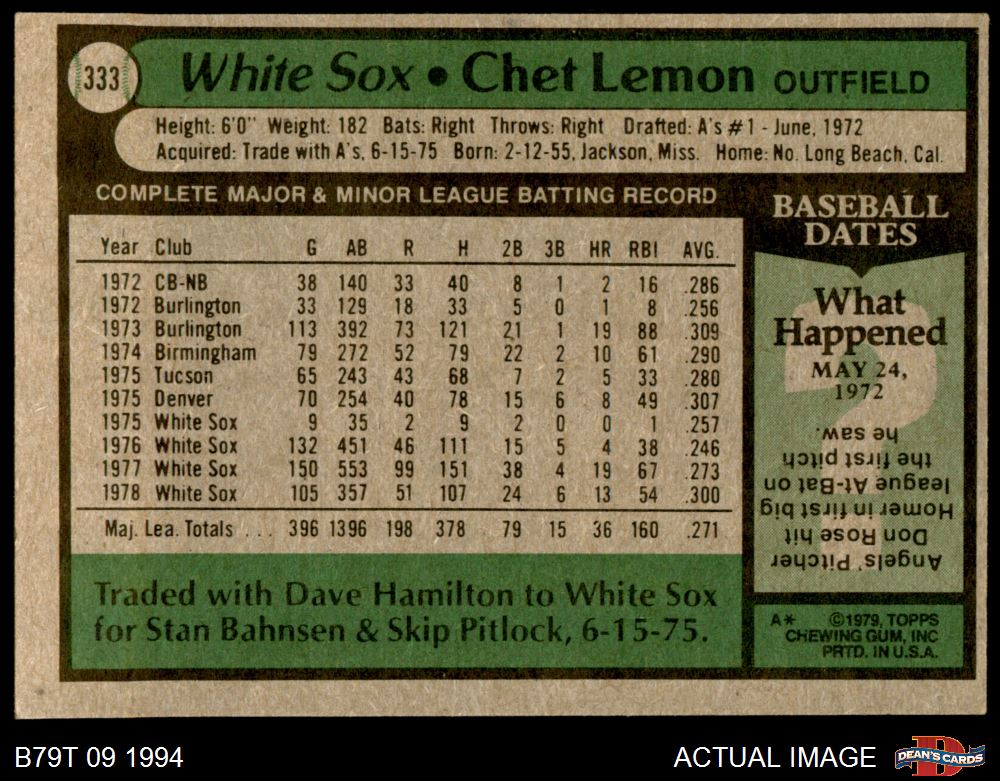 333
White Sox • Chet Lemon OUTFIELD
Height: 6'0" Weight: 182 Bats: Right Throws: Right Drafted: A's #1 - June, 1972
Acquired: Trade with A's, 6-15-75 Born: 2-12-55, Jackson, Miss. Home: No. Long Beach, Cal.
COMPLETE MAJOR & MINOR LEAGUE BATTING RECORD
Year Club G AB R H 2B 3B HR RBI AVG.
1972 CB-NB 38 140 33 40 8 1 2 16 .286
1972 Burlington 33 129 18 33 5 0 1 8 .256
1973 Burlington 113 392 73 121 21 1 19 88 .309
1974 Birmingham 79 272 52 79 22 2 10 61 .290
1975 Tucson 65 243 43 68 7 2 5 33 .280
1975 Denver 70 254 40 78 15 6 8 49 .307
1975 White Sox 9 35 2 9 2 0 0 1 .257
1976 White Sox 132 451 46 111 15 5 4 38 .246
1977 White Sox 150 553 99 151 38 4 19 67 .273
1978 White Sox 105 357 51 107 24 6 13 54 .300
Maj. Lea. Totals ... 396 1396 198 378 79 15 36 160 .271
Traded with Dave Hamilton to White Sox
for Stan Bahnsen & Skip Pitlock, 6-15-75.
BASEBALL
DATES
What
Happened
MAY 24,
1972
?
Angels' Pitcher
Don Rose hit
Homer in first big
league At-Bat on
the first pitch
he saw.
A* ©1979, TOPPS
CHEWING GUM, INC
PRTD. IN U.S.A.
B79T 09 1994
ACTUAL IMAGE
D
DEAN'S CARDS